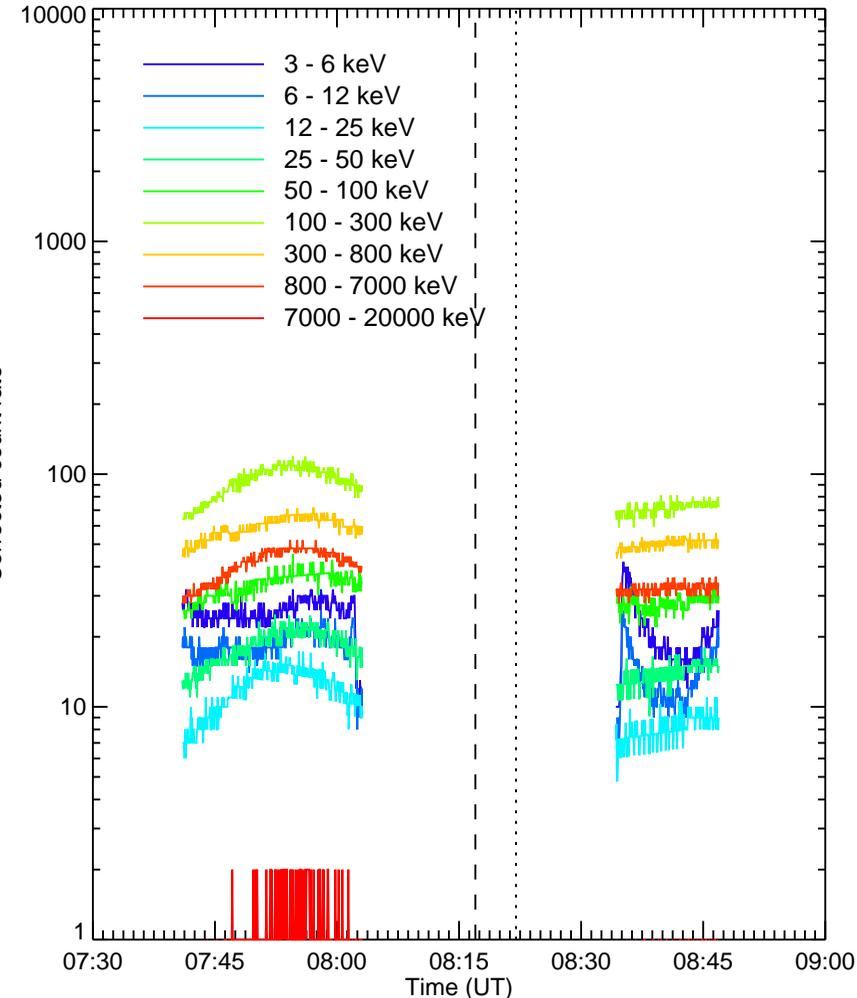 10000
1000
100
10
1
3 - 6 keV
6 - 12 keV
12 - 25 keV
25 - 50 keV
50 - 100 keV
100 - 300 keV
300 - 800 keV
800 - 7000 keV
7000 - 20000 keV
07:30 07:45 08:00 08:15 08:30 08:45 09:00
Time (UT)